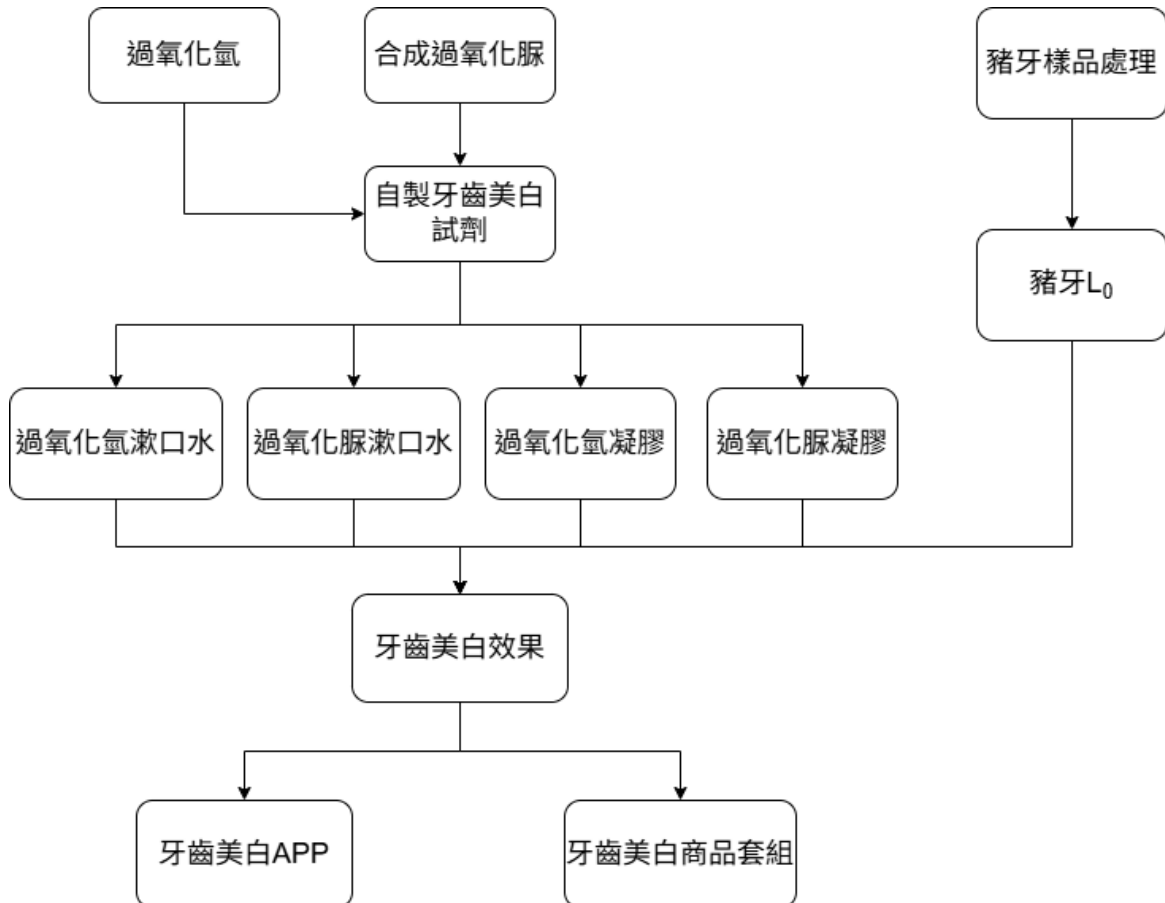 過氧化氫
合成過氧化脲
豬牙樣品處理
自製牙齒美白
試劑
豬牙L₀
過氧化氫漱口水
過氧化脲漱口水
過氧化氫凝膠
過氧化脲凝膠
牙齒美白效果
牙齒美白APP
牙齒美白商品套組